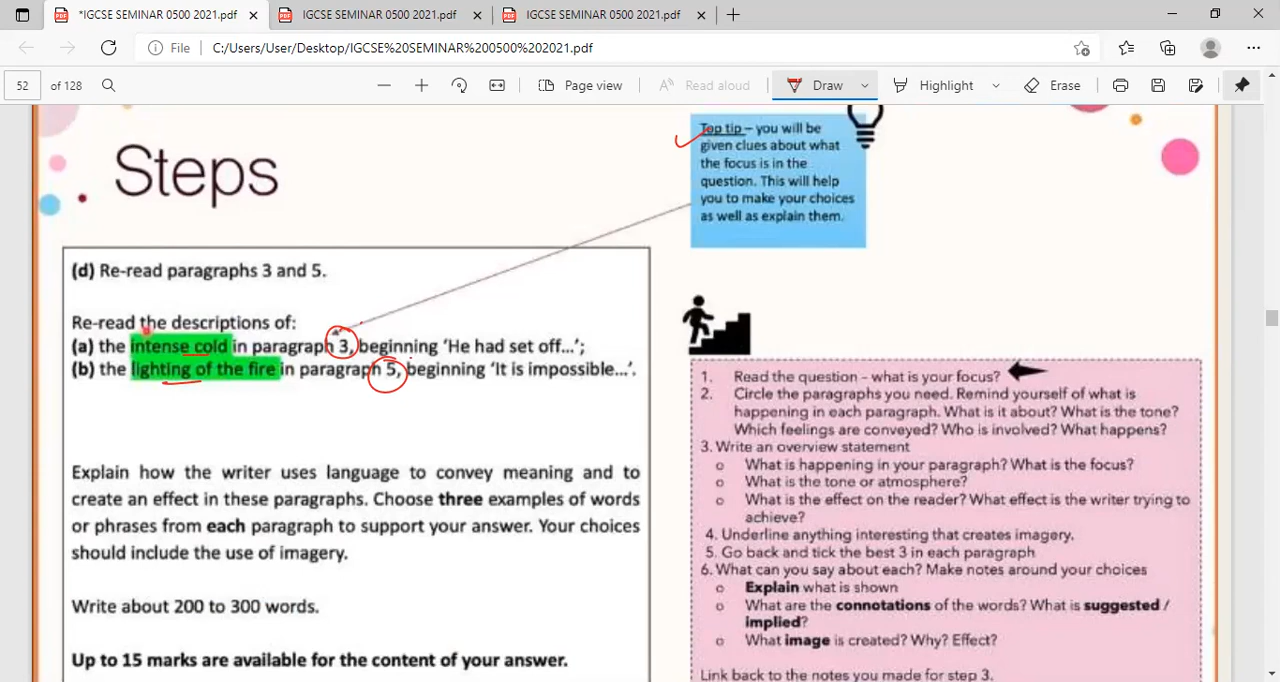 *IGCSE SEMINAR 0500 2021.pdf
IGCSE SEMINAR 0500 2021.pdf
IGCSE SEMINAR 0500 2021.pdf
File
C:/Users/User/Desktop/IGCSE%20SEMINAR%200500%202021.pdf
52 of 128
Page view
Read aloud
Draw
Highlight
Erase
Steps
Top tip – you will be
given clues about what
the focus is in the
question. This will help
you to make your choices
as well as explain them.
(d) Re-read paragraphs 3 and 5.
Re-read the descriptions of:
(a) the intense cold in paragraph 3, beginning ‘He had set off...’;
(b) the lighting of the fire in paragraph 5, beginning ‘It is impossible...’.
Explain how the writer uses language to convey meaning and to
create an effect in these paragraphs. Choose three examples of words
or phrases from each paragraph to support your answer. Your choices
should include the use of imagery.
Write about 200 to 300 words.
Up to 15 marks are available for the content of your answer.
1. Read the question – what is your focus?
2. Circle the paragraphs you need. Remind yourself of what is
happening in each paragraph. What is it about? What is the tone?
Which feelings are conveyed? Who is involved? What happens?
3. Write an overview statement
o What is happening in your paragraph? What is the focus?
o What is the tone or atmosphere?
o What is the effect on the reader? What effect is the writer trying to
achieve?
4. Underline anything interesting that creates imagery.
5. Go back and tick the best 3 in each paragraph
6. What can you say about each? Make notes around your choices
o Explain what is shown
o What are the connotations of the words? What is suggested /
implied?
o What image is created? Why? Effect?
Link back to the notes you made for step 3.